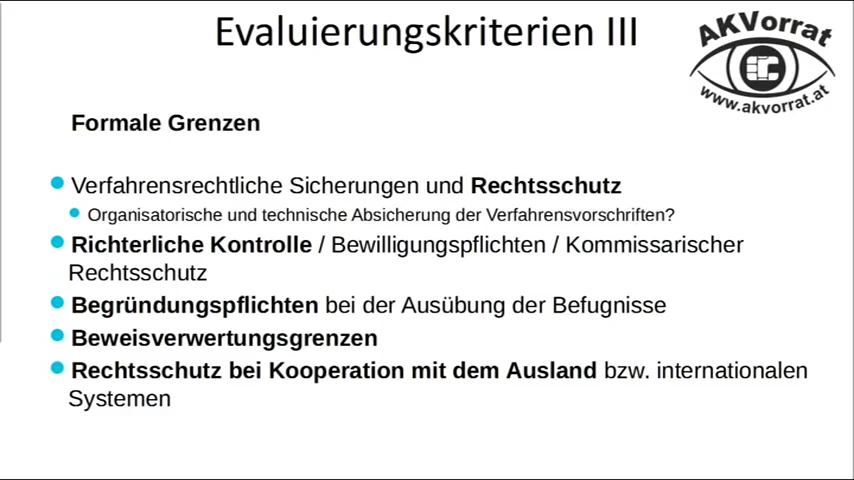 Evaluierungskriterien III
AKVorrat
www.akvorrat.at
Formale Grenzen
Verfahrensrechtliche Sicherungen und Rechtsschutz
Organisatorische und technische Absicherung der Verfahrensvorschriften?
Richterliche Kontrolle / Bewilligungspflichten / Kommissarischer
Rechtsschutz
Begründungspflichten bei der Ausübung der Befugnisse
Beweisverwertungsgrenzen
Rechtsschutz bei Kooperation mit dem Ausland bzw. internationalen
Systemen